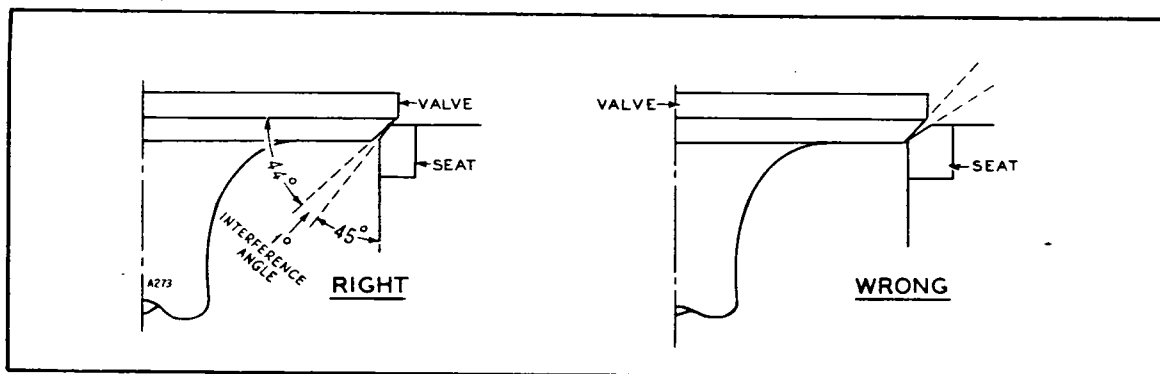 VALVE
SEAT
44°
1°
INTERFERENCE
ANGLE
45°
A273
RIGHT
VALVE
SEAT
WRONG